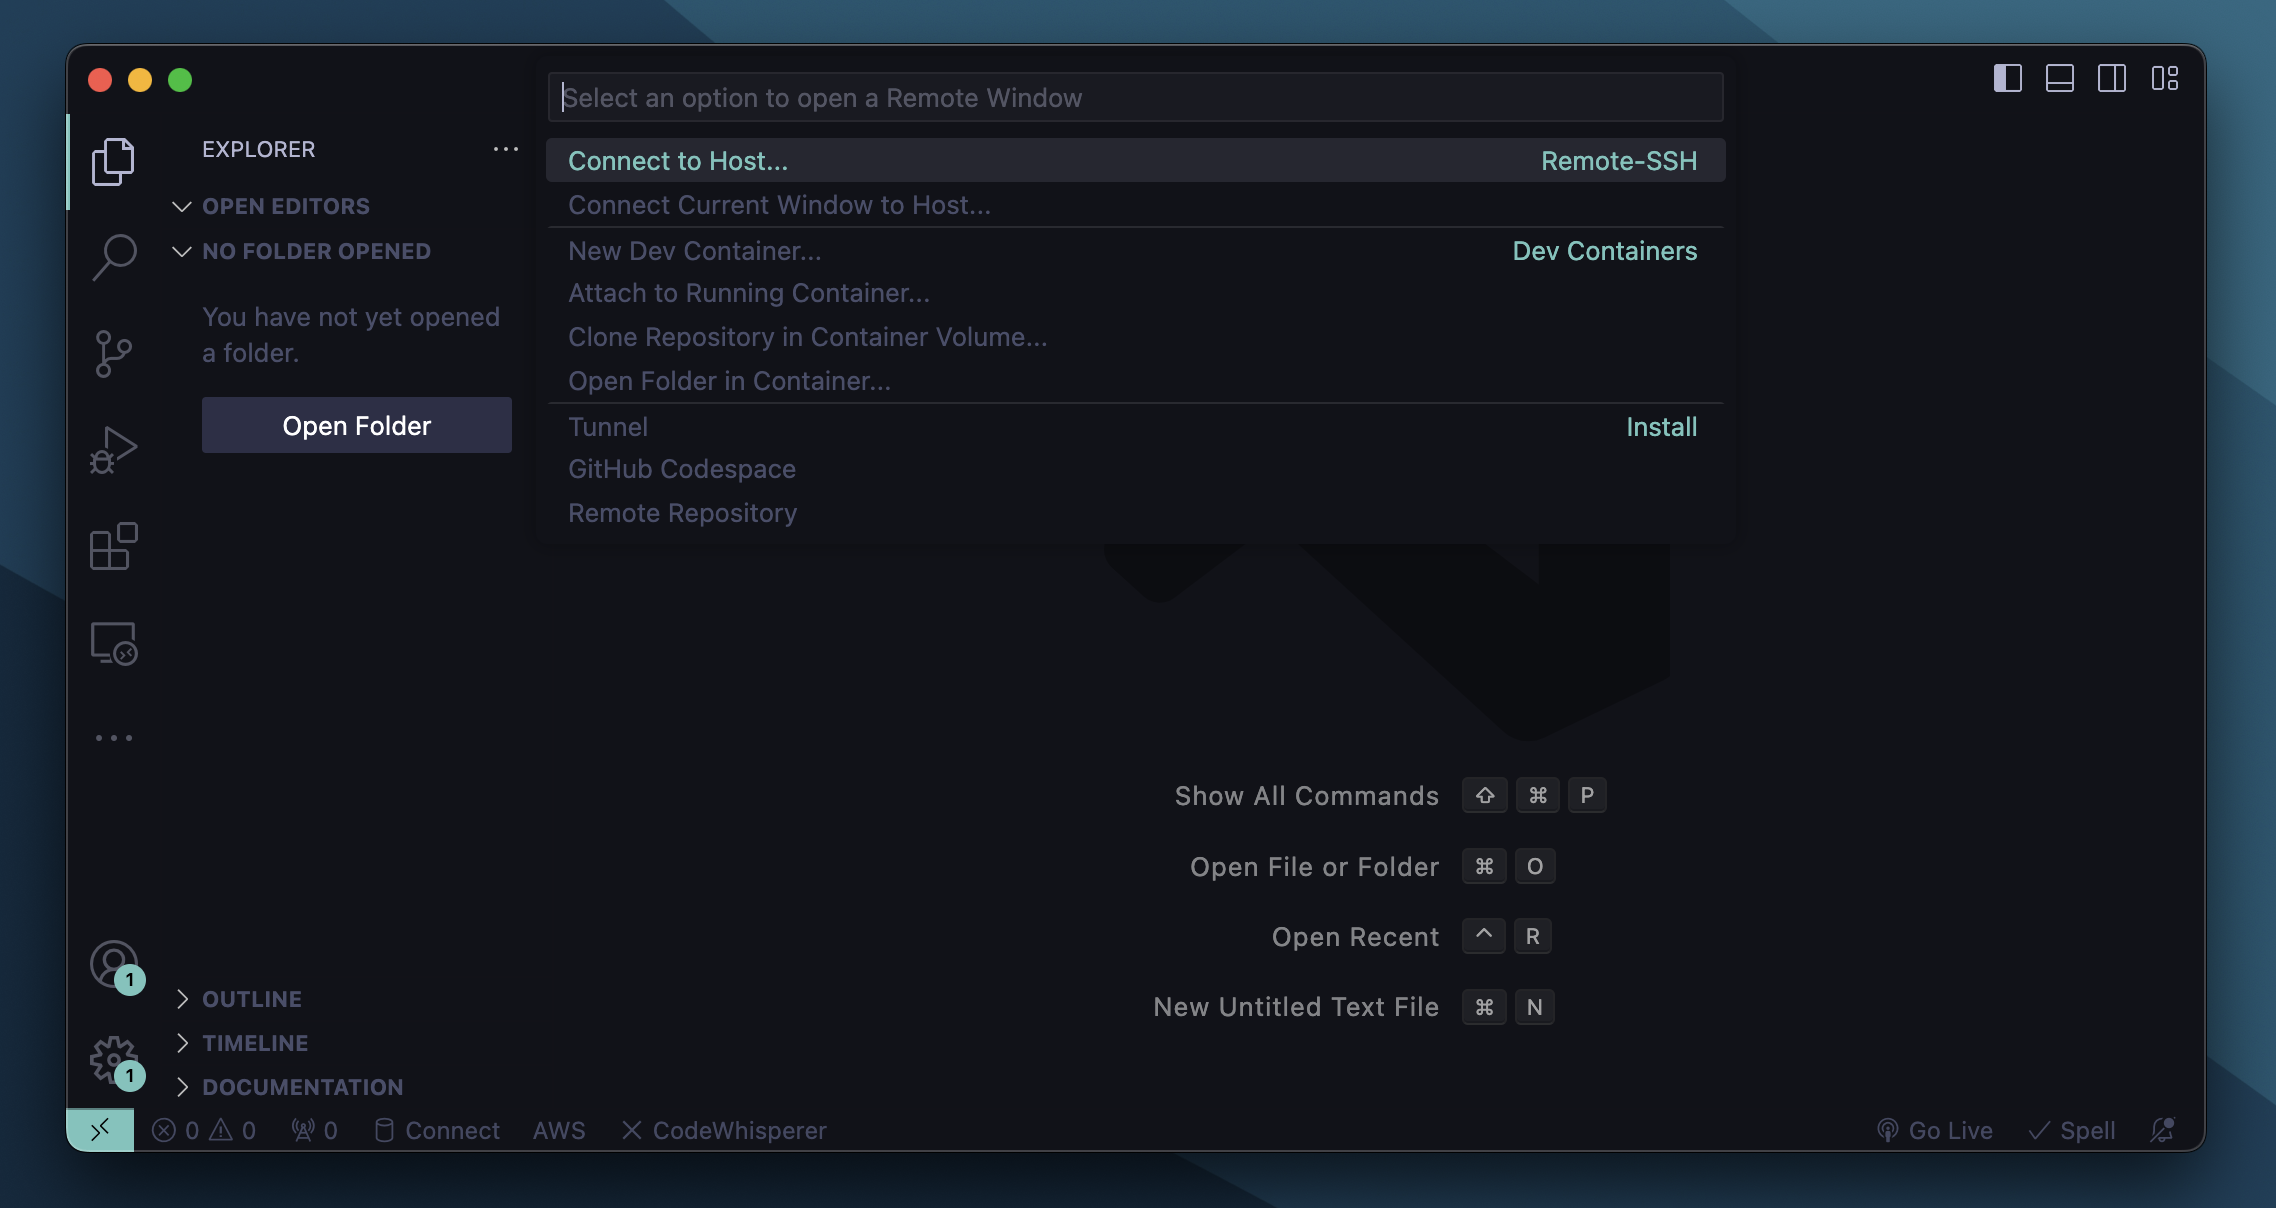 Select an option to open a Remote Window
EXPLORER
OPEN EDITORS
NO FOLDER OPENED
You have not yet opened
a folder.
Open Folder
Connect to Host... Remote-SSH
Connect Current Window to Host...
New Dev Container... Dev Containers
Attach to Running Container...
Clone Repository in Container Volume...
Open Folder in Container...
Tunnel Install
GitHub Codespace
Remote Repository
Show All Commands ⇧ ⌘ P
Open File or Folder ⌘ O
Open Recent ^ R
New Untitled Text File ⌘ N
1
1
OUTLINE
TIMELINE
DOCUMENTATION
0 0 0 Connect AWS CodeWhisperer Go Live Spell